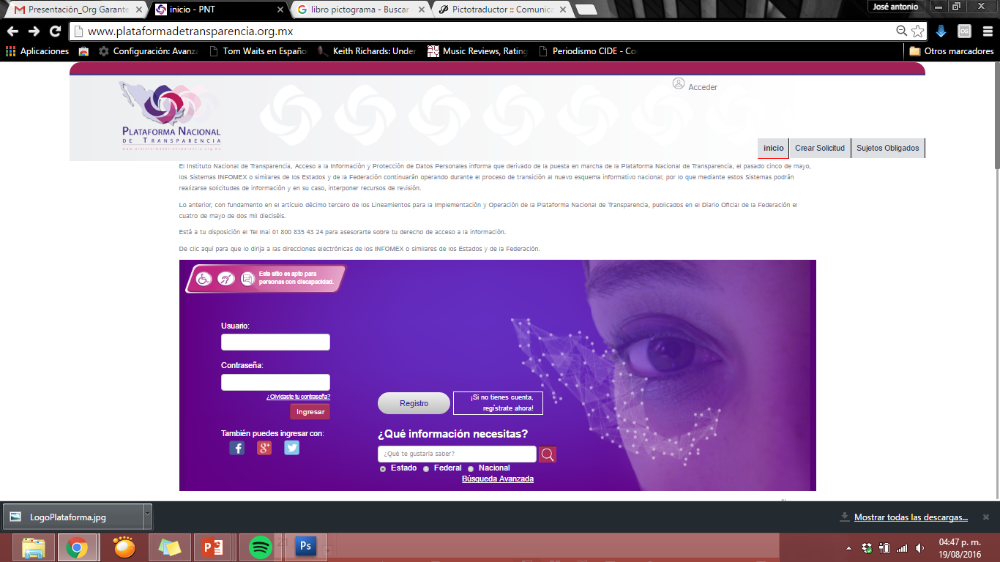 Presentación_Org Garante
inicio - PNT
libro pictograma - Buscar
Pictotraductor :: Comunica
José antonio
www.plataformadetransparencia.org.mx
Aplicaciones
Configuración: Avanza
Tom Waits en Español
Keith Richards: Under
Music Reviews, Rating
Periodismo CIDE - Co
Otros marcadores
Acceder
PLATAFORMA NACIONAL
DE TRANSPARENCIA
www.plataformadetransparencia.org.mx
inicio
Crear Solicitud
Sujetos Obligados
El Instituto Nacional de Transparencia, Acceso a la Información y Protección de Datos Personales informa que derivado de la puesta en marcha de la Plataforma Nacional de Transparencia, el pasado cinco de mayo,
los Sistemas INFOMEX o similares de los Estados y de la Federación continuarán operando durante el proceso de transición al nuevo esquema informativo nacional; por lo que mediante estos Sistemas podrán
realizarse solicitudes de información y en su caso, interponer recursos de revisión.
Lo anterior, con fundamento en el artículo décimo tercero de los Lineamientos para la Implementación y Operación de la Plataforma Nacional de Transparencia, publicados en el Diario Oficial de la Federación el
cuatro de mayo de dos mil dieciséis.
Está a tu disposición el Tel Inai 01 800 835 43 24 para asesorarte sobre tu derecho de acceso a la información.
De clic aquí para que lo dirija a las direcciones electrónicas de los INFOMEX o similares de los Estados y de la Federación.
Este sitio es apto para
personas con discapacidad.
Usuario:
Contraseña:
¿Olvidaste tu contraseña?
Ingresar
También puedes ingresar con:
Registro
¡Si no tienes cuenta,
regístrate ahora!
¿Qué información necesitas?
¿Qué te gustaría saber?
Estado
Federal
Nacional
Búsqueda Avanzada
LogoPlataforma.jpg
Mostrar todas las descargas...
Ps
21
04:47 p. m.
19/08/2016